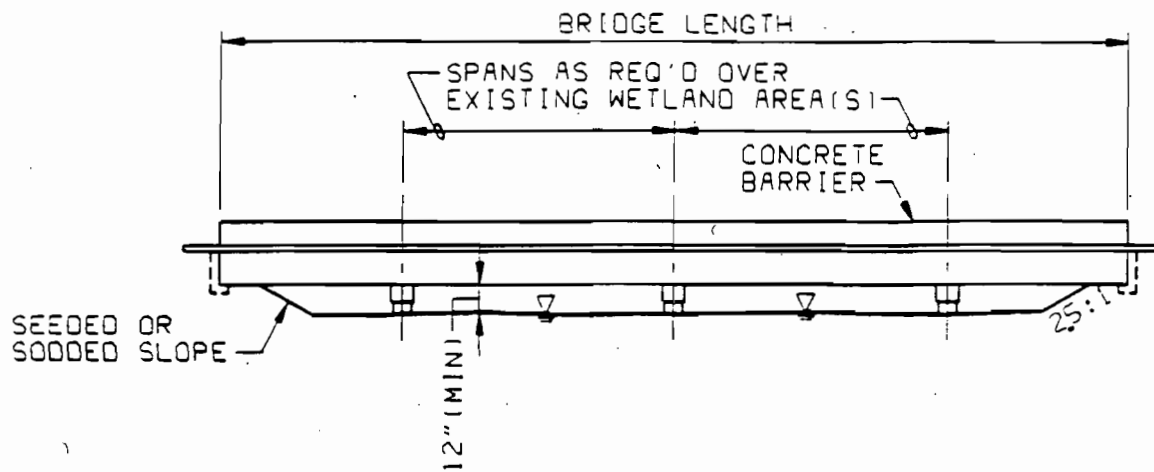 BRIDGE LENGTH
SPANS AS REQ'D OVER
EXISTING WETLAND AREA(S)
CONCRETE
BARRIER
SEEDED OR
SODDED SLOPE
12"(MIN)
2.5:1